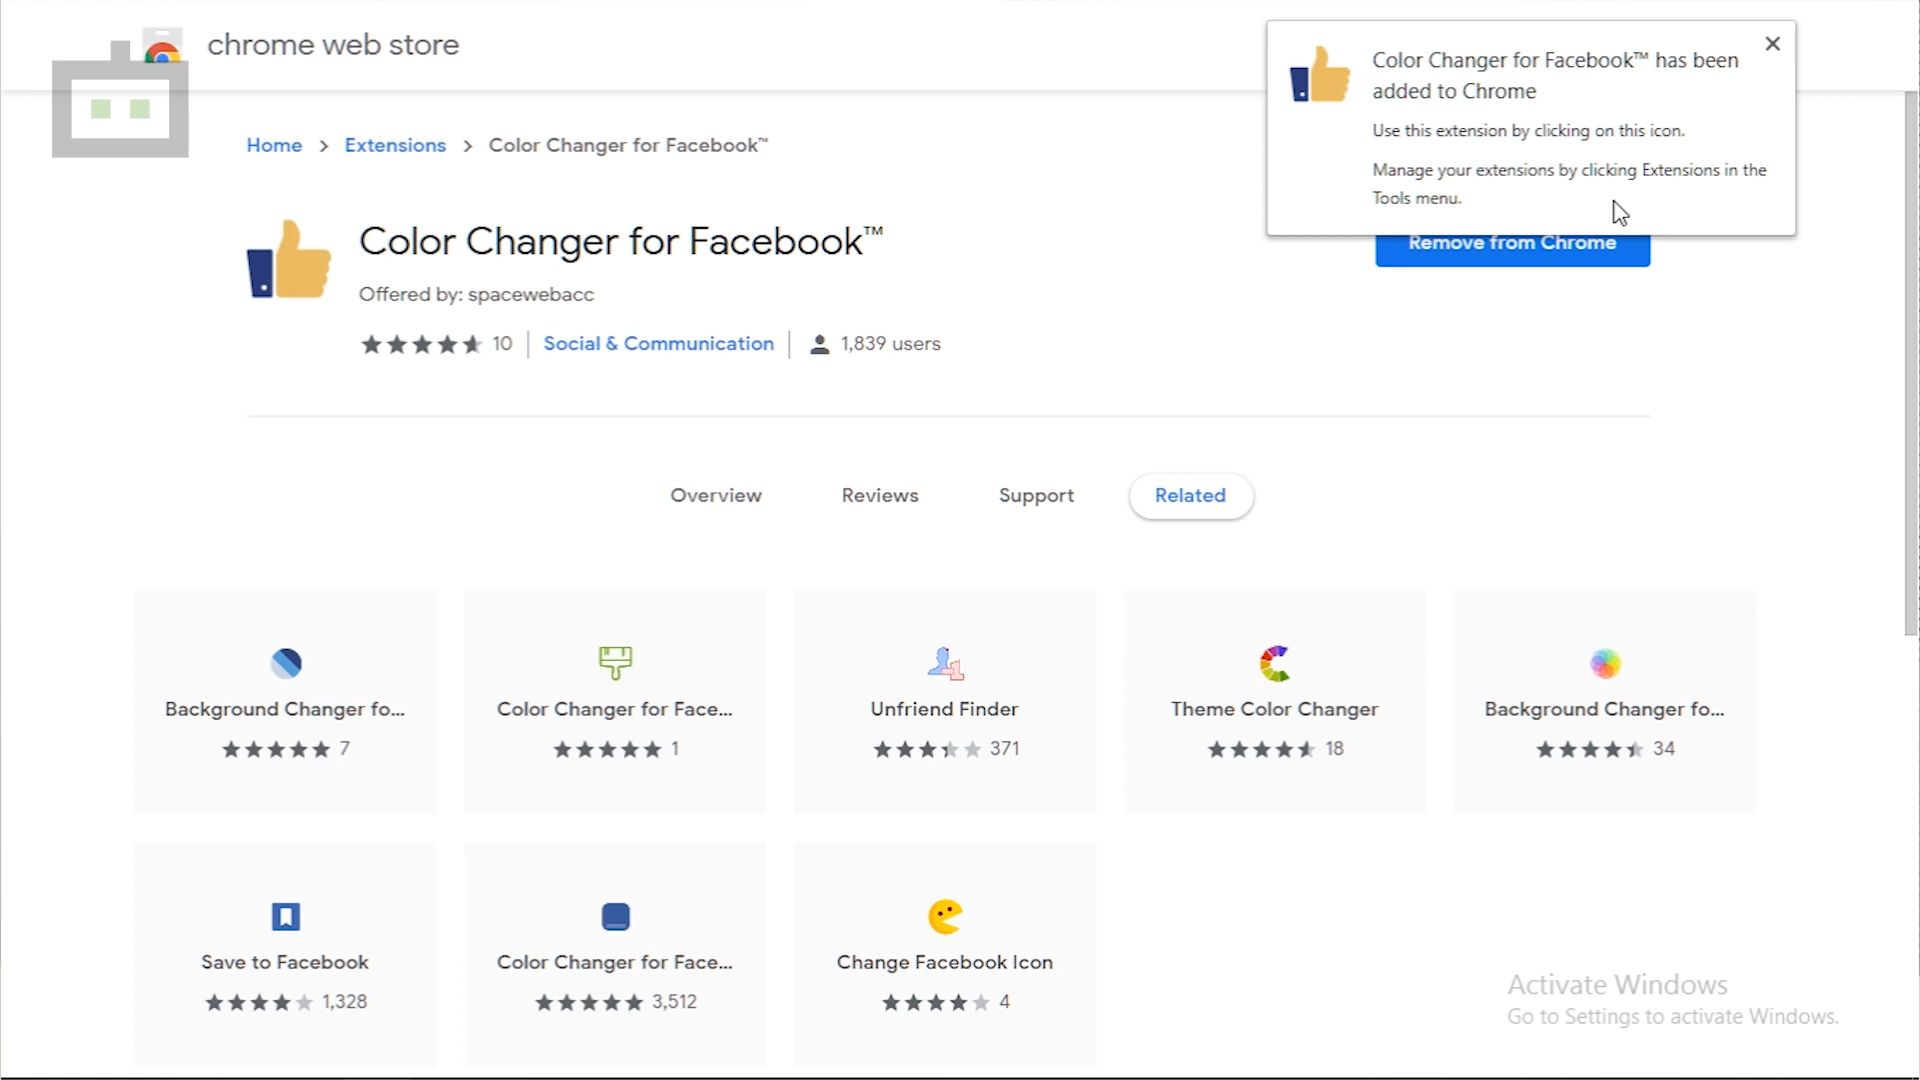 chrome web store
Color Changer for Facebook™ has been
added to Chrome
Use this extension by clicking on this icon.
Manage your extensions by clicking Extensions in the
Tools menu.
Home > Extensions > Color Changer for Facebook™
Color Changer for Facebook™
Remove from Chrome
Offered by: spacewebacc
10 | Social & Communication | 1,839 users
Overview Reviews Support Related
Background Changer fo... Color Changer for Face... Unfriend Finder Theme Color Changer Background Changer fo...
7 1 371 18 34
Save to Facebook Color Changer for Face... Change Facebook Icon
1,328 3,512 4
Activate Windows
Go to Settings to activate Windows.